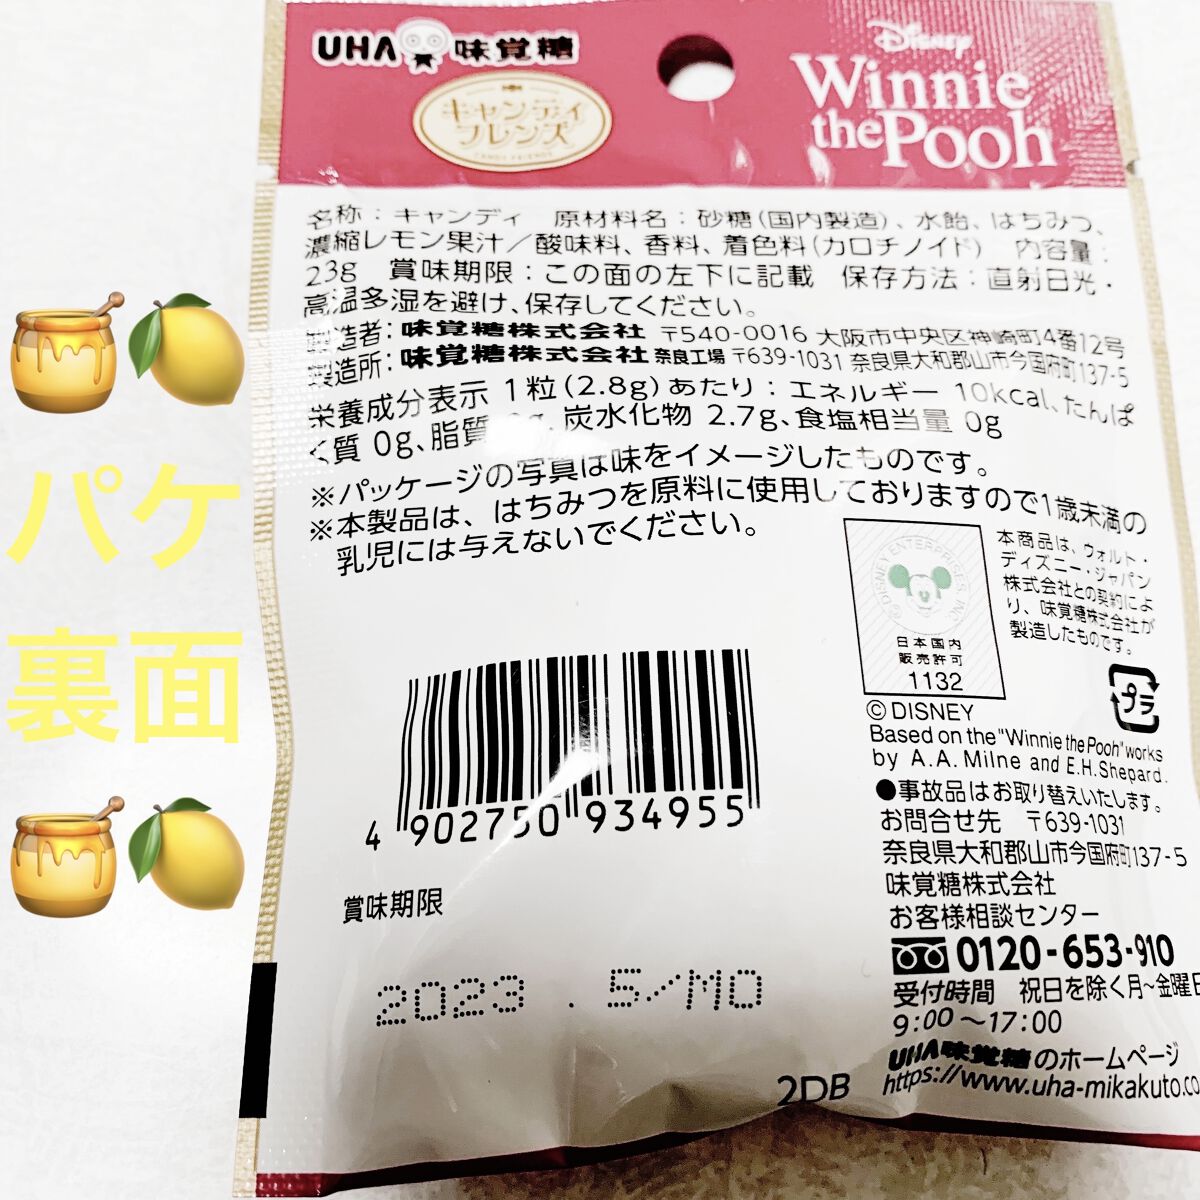 UHA味覚糖
キャンディ
フレンズ
CANDY FRIENDS
Disney
Winnie
the Pooh
名称：キャンディ　原材料名：砂糖（国内製造）、水飴、はちみつ、
濃縮レモン果汁／酸味料、香料、着色料（カロチノイド）　内容量：
23g　賞味期限：この面の左下に記載　保存方法：直射日光・
高温多湿を避け、保存してください。
製造者：味覚糖株式会社 〒540-0016 大阪市中央区神崎町4番12号
製造所：味覚糖株式会社 奈良工場 〒639-1031 奈良県大和郡山市今国府町137-5
栄養成分表示 1粒（2.8g）あたり：エネルギー 10kcal、たんぱ
く質 0g、脂質 0g、炭水化物 2.7g、食塩相当量 0g
※パッケージの写真は味をイメージしたものです。
※本製品は、はちみつを原料に使用しておりますので1歳未満の
乳児には与えないでください。
パケ
裏面
© DISNEY ENTERPRISES, INC.
日本国内
販売許可
1132
本商品は、ウォルト・
ディズニー・ジャパン
株式会社との契約によ
り、味覚糖株式会社が
製造したものです。
プラ
© DISNEY
Based on the "Winnie the Pooh" works
by A.A. Milne and E.H. Shepard.
●事故品はお取り替えいたします。
お問合せ先　〒639-1031
奈良県大和郡山市今国府町137-5
味覚糖株式会社
お客様相談センター
0120-653-910
受付時間　祝日を除く月～金曜日
9:00～17:00
UHA味覚糖のホームページ
https://www.uha-mikakuto.co
4 902750 934955
賞味期限
2023 . 5/MO
2DB